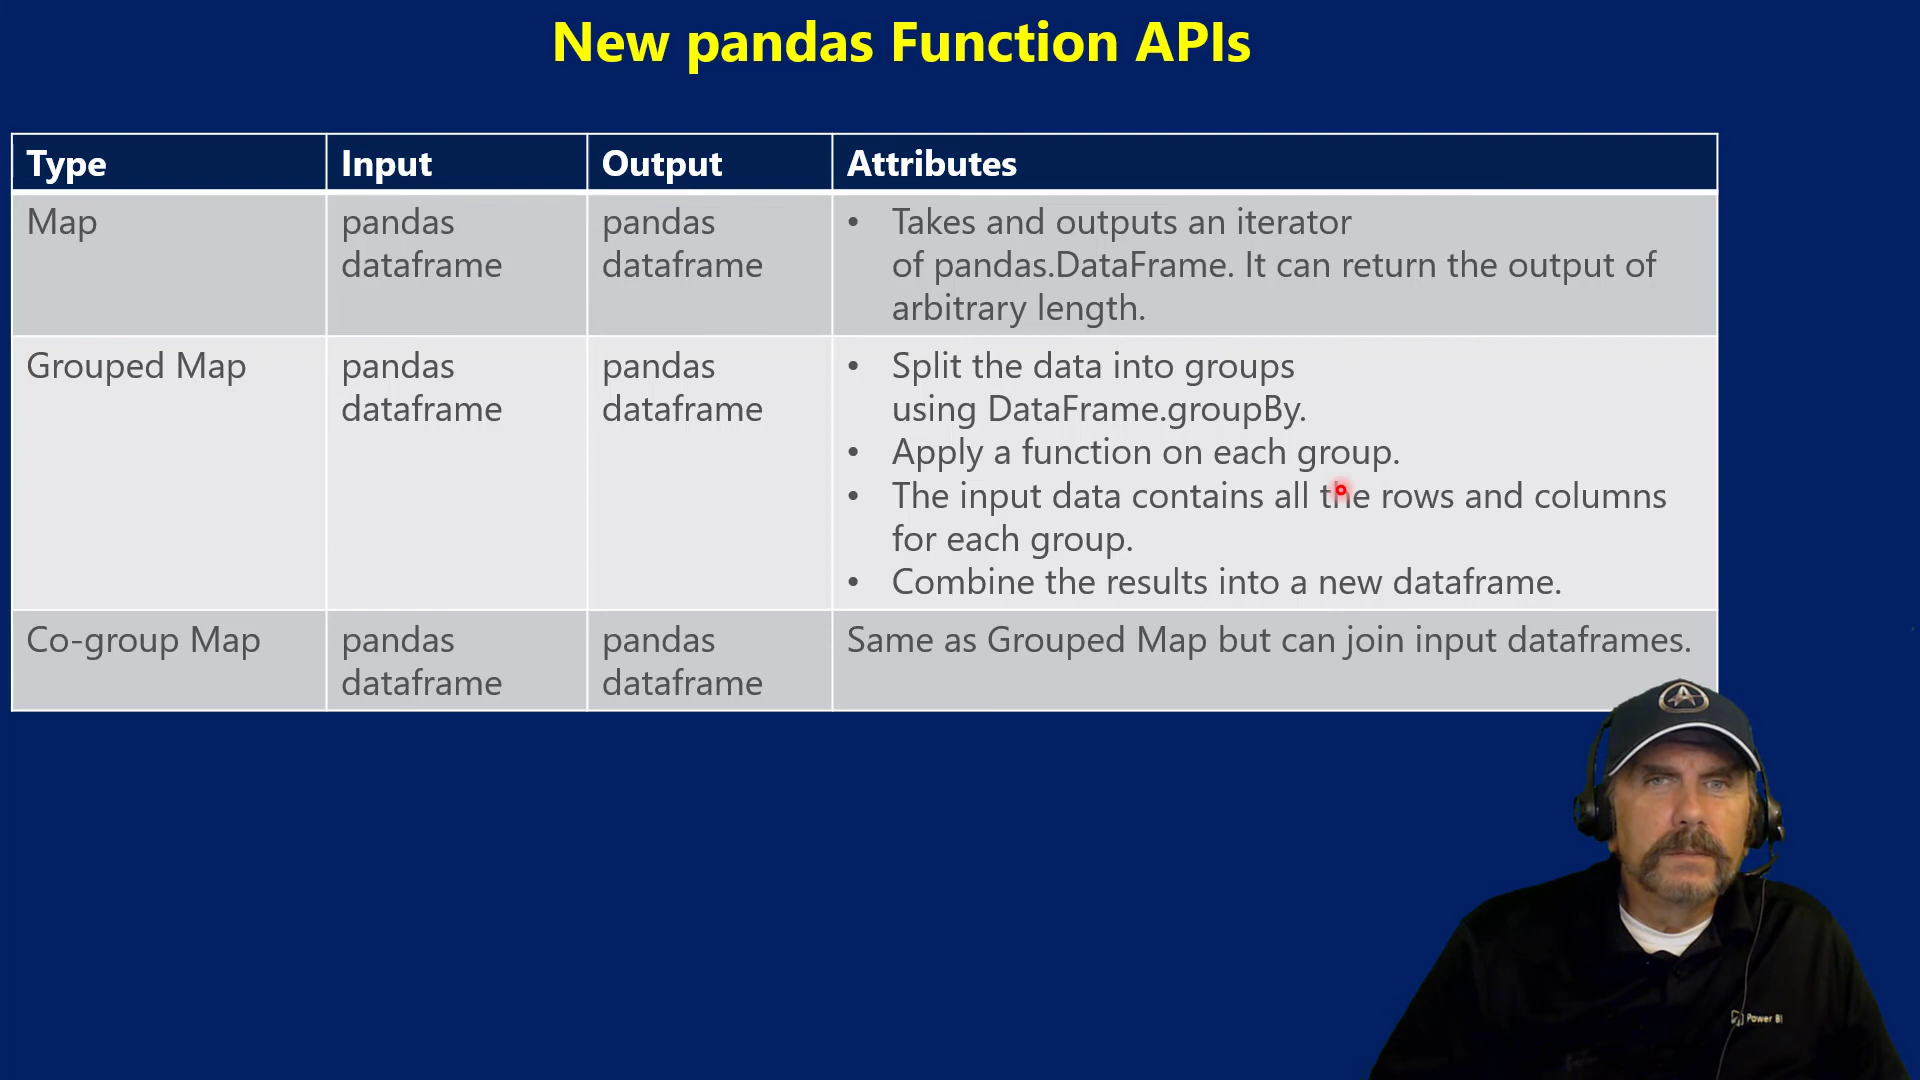 New pandas Function APIs
Type Input Output Attributes
Map
pandas
dataframe
pandas
dataframe
• Takes and outputs an iterator
of pandas.DataFrame. It can return the output of
arbitrary length.
Grouped Map
pandas
dataframe
pandas
dataframe
• Split the data into groups
using DataFrame.groupBy.
• Apply a function on each group.
• The input data contains all the rows and columns
for each group.
• Combine the results into a new dataframe.
Co-group Map
pandas
dataframe
pandas
dataframe
Same as Grouped Map but can join input dataframes.
Power BI